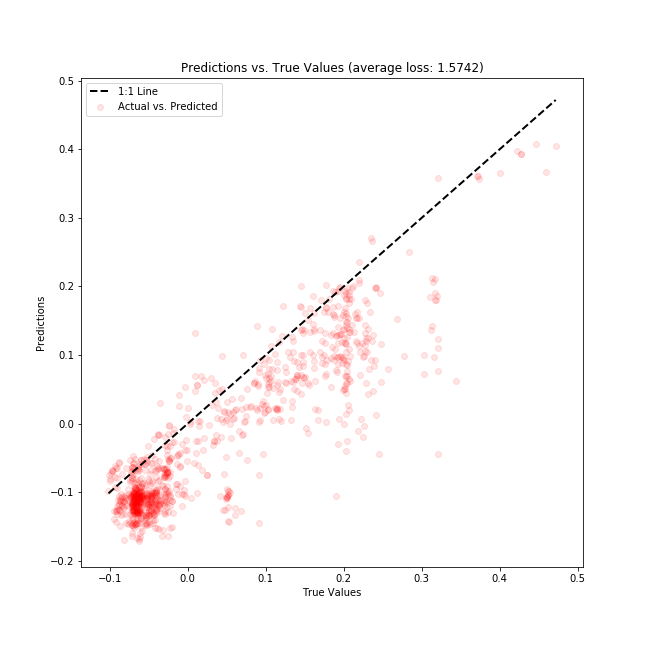 Predictions vs. True Values (average loss: 1.5742)
1:1 Line
Actual vs. Predicted
0.5
0.4
0.3
0.2
0.1
0.0
−0.1
−0.2
Predictions
−0.1 0.0 0.1 0.2 0.3 0.4 0.5
True Values